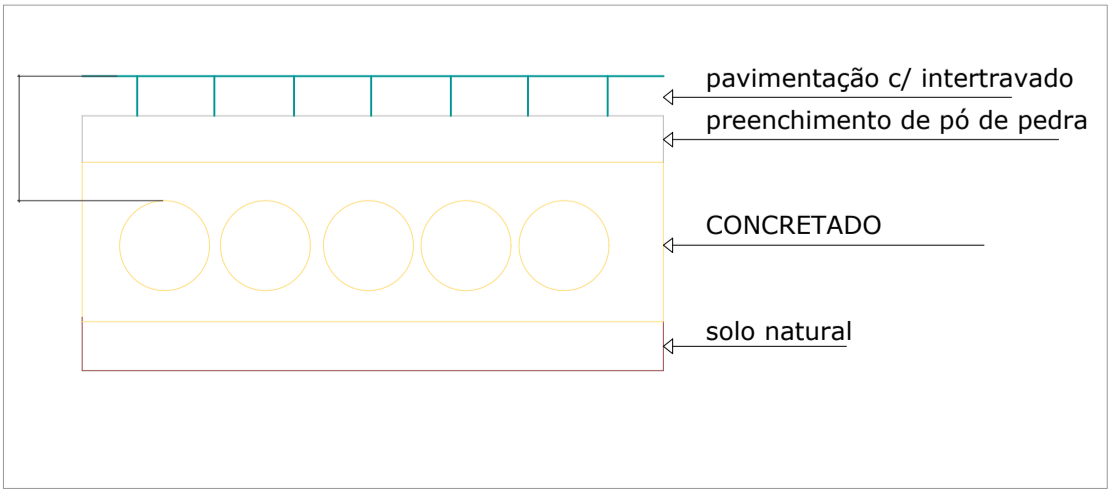 pavimentação c/ intertravado
preenchimento de pó de pedra
CONCRETADO
solo natural